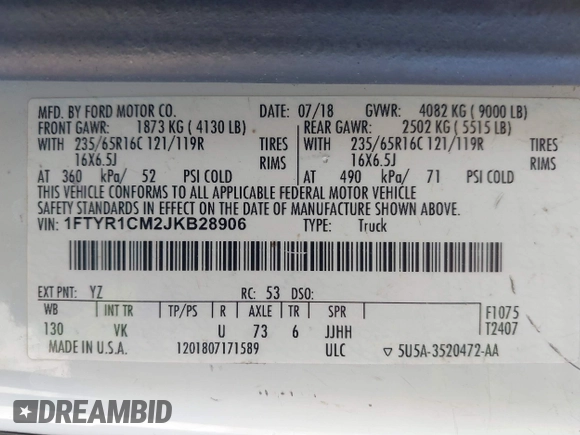 MFD. BY FORD MOTOR CO. DATE: 07/18 GVWR: 4082 KG ( 9000 LB)
FRONT GAWR: 1873 KG ( 4130 LB) REAR GAWR: 2502 KG ( 5515 LB)
WITH 235/65R16C 121/119R TIRES WITH 235/65R16C 121/119R TIRES
16X6.5J RIMS 16X6.5J RIMS
AT 360 kPa/ 52 PSI COLD AT 490 kPa/ 71 PSI COLD
THIS VEHICLE CONFORMS TO ALL APPLICABLE FEDERAL MOTOR VEHICLE
SAFETY STANDARDS IN EFFECT ON THE DATE OF MANUFACTURE SHOWN ABOVE.
VIN: 1FTYR1CM2JKB28906 TYPE: Truck
EXT PNT: YZ RC: 53 DSO:
WB INT TR TP/PS R AXLE TR SPR F1075
130 VK U 73 6 JJHH T2407
MADE IN U.S.A. 1201807171589 ULC ▽ 5U5A-3520472-AA
DREAMBID